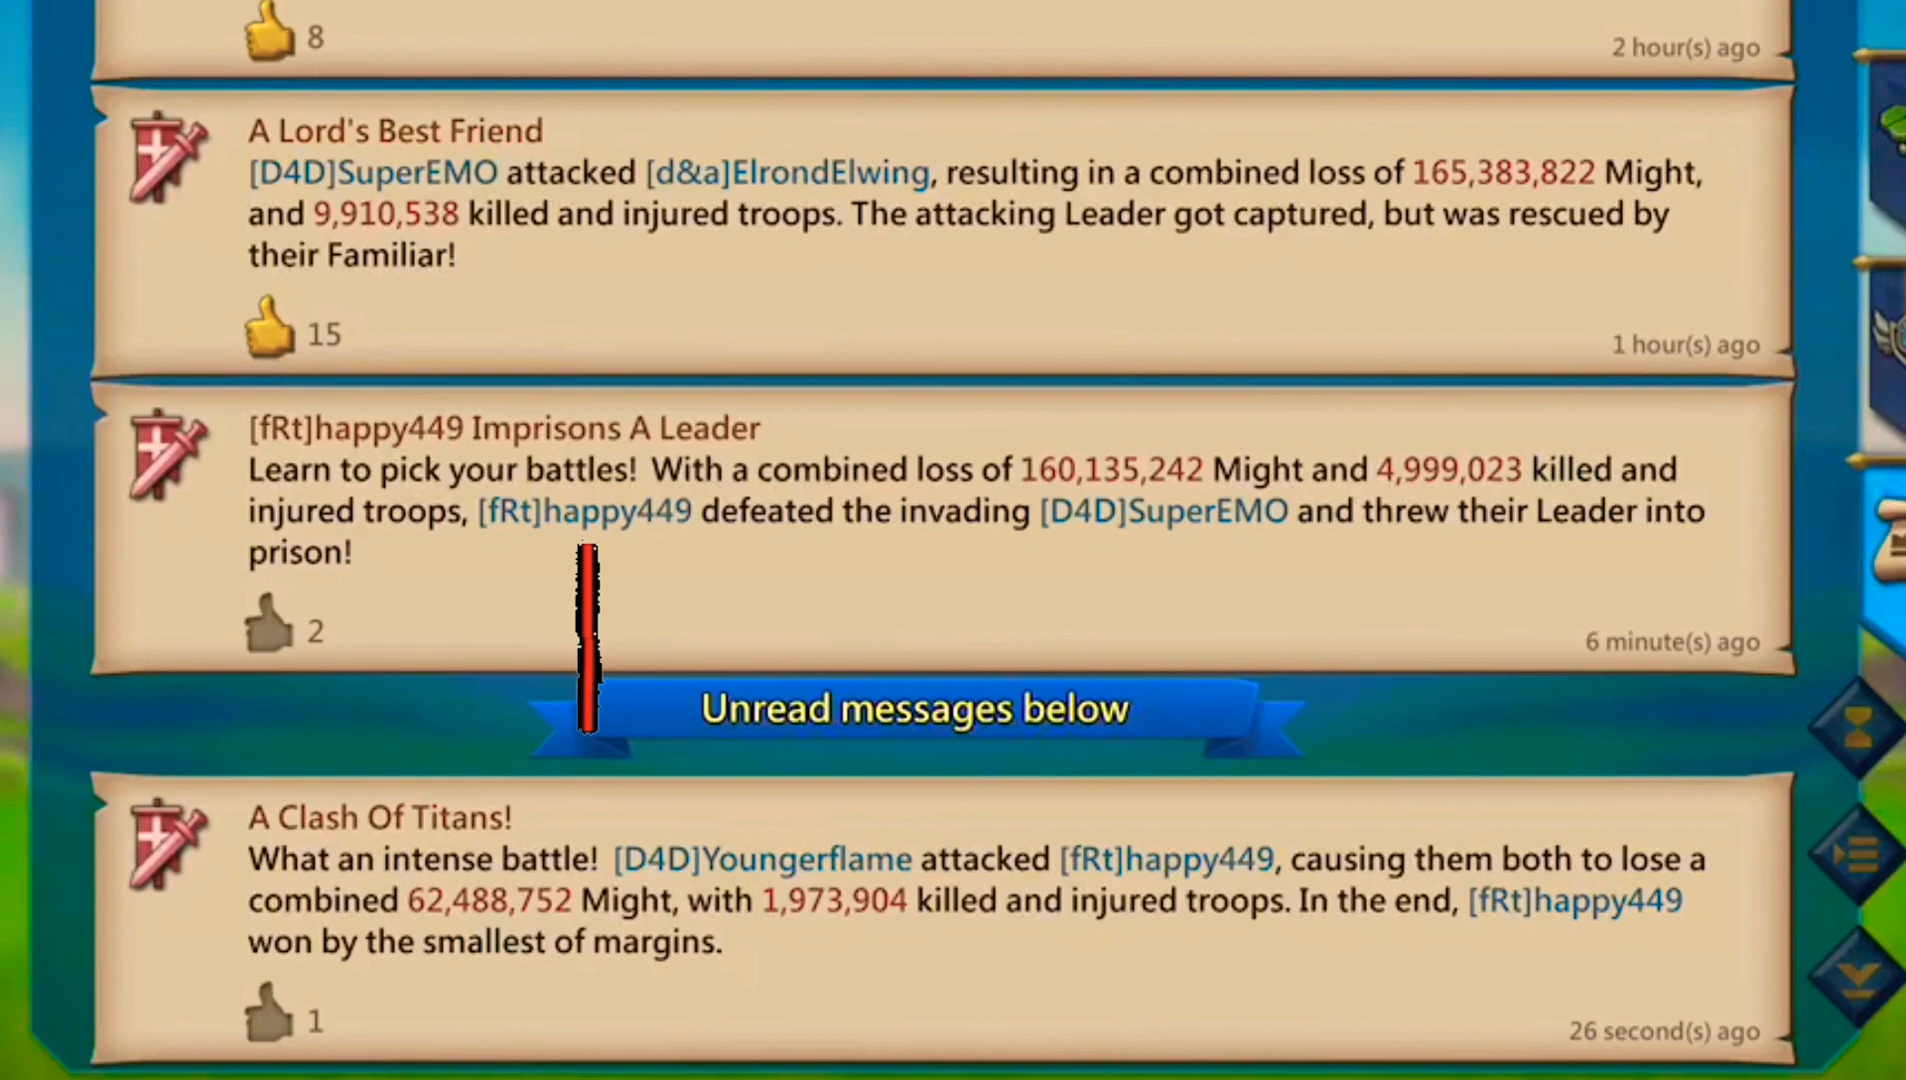 8
2 hour(s) ago
A Lord's Best Friend
[D4D]SuperEMO attacked [d&a]ElrondElwing, resulting in a combined loss of 165,383,822 Might,
and 9,910,538 killed and injured troops. The attacking Leader got captured, but was rescued by
their Familiar!
15
1 hour(s) ago
[fRt]happy449 Imprisons A Leader
Learn to pick your battles! With a combined loss of 160,135,242 Might and 4,999,023 killed and
injured troops, [fRt]happy449 defeated the invading [D4D]SuperEMO and threw their Leader into
prison!
2
6 minute(s) ago
Unread messages below
A Clash Of Titans!
What an intense battle! [D4D]Youngerflame attacked [fRt]happy449, causing them both to lose a
combined 62,488,752 Might, with 1,973,904 killed and injured troops. In the end, [fRt]happy449
won by the smallest of margins.
1
26 second(s) ago